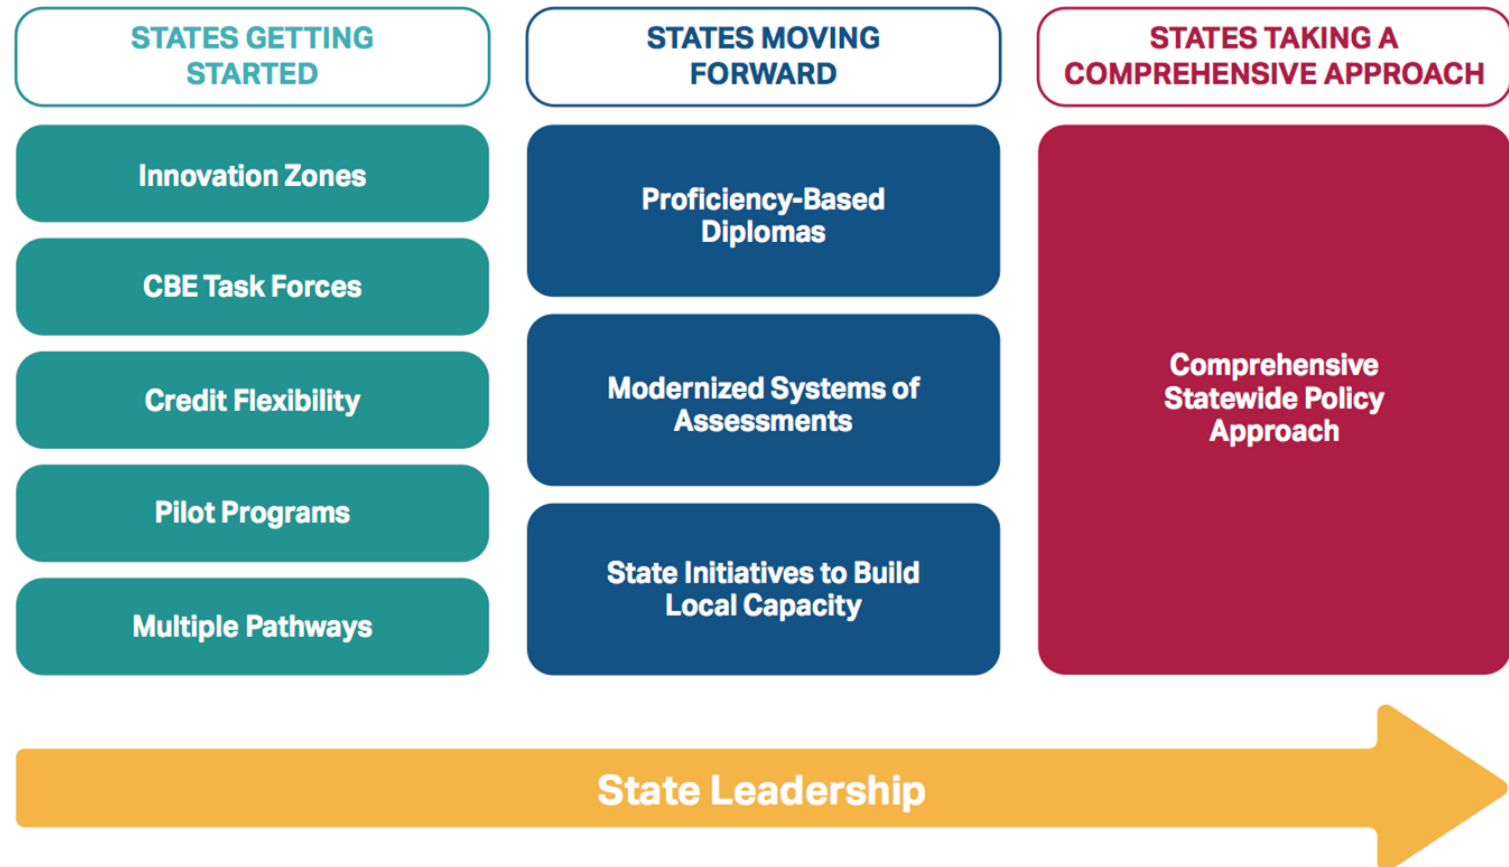 STATES GETTING
STARTED
Innovation Zones
CBE Task Forces
Credit Flexibility
Pilot Programs
Multiple Pathways
STATES MOVING
FORWARD
Proficiency-Based
Diplomas
Modernized Systems of
Assessments
State Initiatives to Build
Local Capacity
STATES TAKING A
COMPREHENSIVE APPROACH
Comprehensive
Statewide Policy
Approach
State Leadership